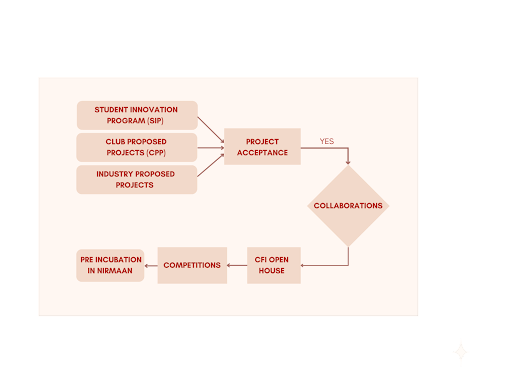 STUDENT INNOVATION
PROGRAM (SIP)
CLUB PROPOSED
PROJECTS (CPP)
INDUSTRY PROPOSED
PROJECTS
PROJECT
ACCEPTANCE
YES
COLLABORATIONS
PRE INCUBATION
IN NIRMAAN
COMPETITIONS
CFI OPEN
HOUSE